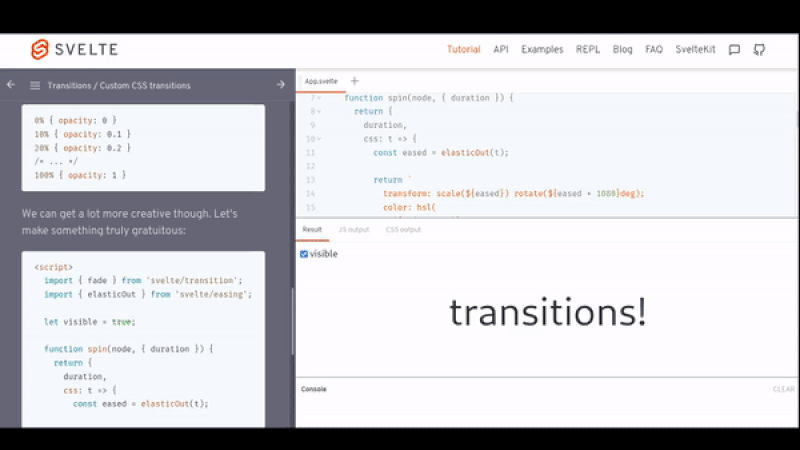 SVELTE
Tutorial API Examples REPL Blog FAQ SvelteKit
Transitions / Custom CSS transitions
0% { opacity: 0 }
10% { opacity: 0.1 }
20% { opacity: 0.2 }
/* ... */
100% { opacity: 1 }
We can get a lot more creative though. Let's
make something truly gratuitous:
<script>
import { fade } from 'svelte/transition';
import { elasticOut } from 'svelte/easing';
let visible = true;
function spin(node, { duration }) {
return {
duration,
css: t => {
const eased = elasticOut(t);
App.svelte +
7 function spin(node, { duration }) {
8 return {
9 duration,
10 css: t => {
11 const eased = elasticOut(t);
12
13 return `
14 transform: scale(${eased}) rotate(${eased * 1080}deg);
15 color: hsl(
Result JS output CSS output
visible
transitions!
Console CLEAR